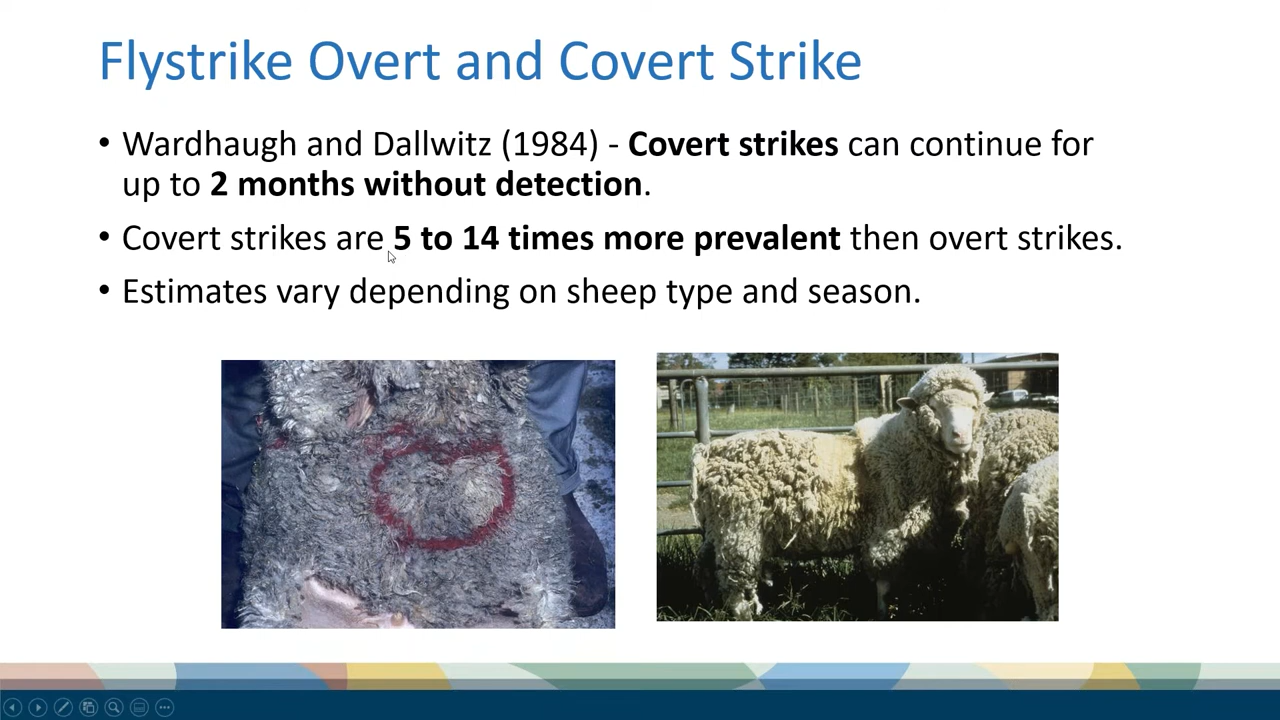 Flystrike Overt and Covert Strike
• Wardhaugh and Dallwitz (1984) - Covert strikes can continue for
up to 2 months without detection.
• Covert strikes are 5 to 14 times more prevalent then overt strikes.
• Estimates vary depending on sheep type and season.